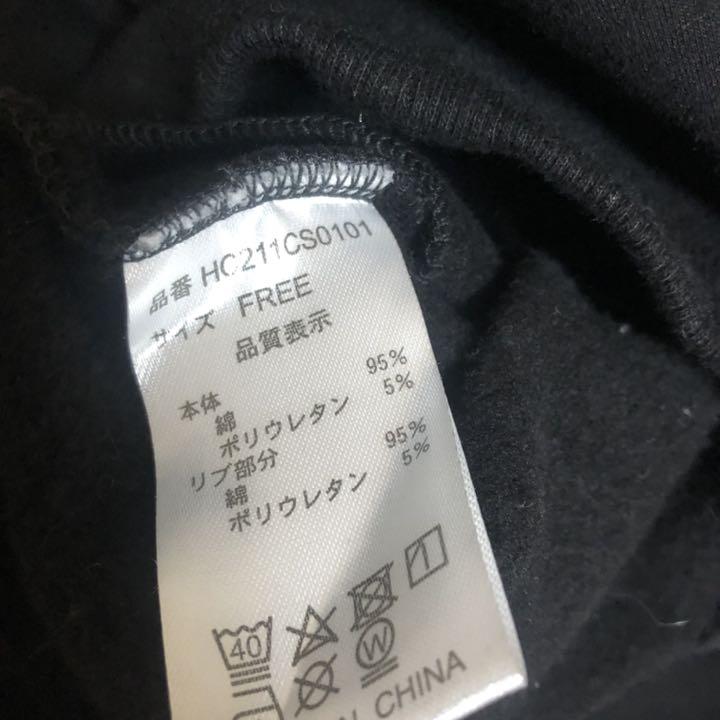 品番 HC211CS0101
サイズ FREE
品質表示
本体
綿 95%
ポリウレタン 5%
リブ部分
綿 95%
ポリウレタン 5%
40
W
CHINA